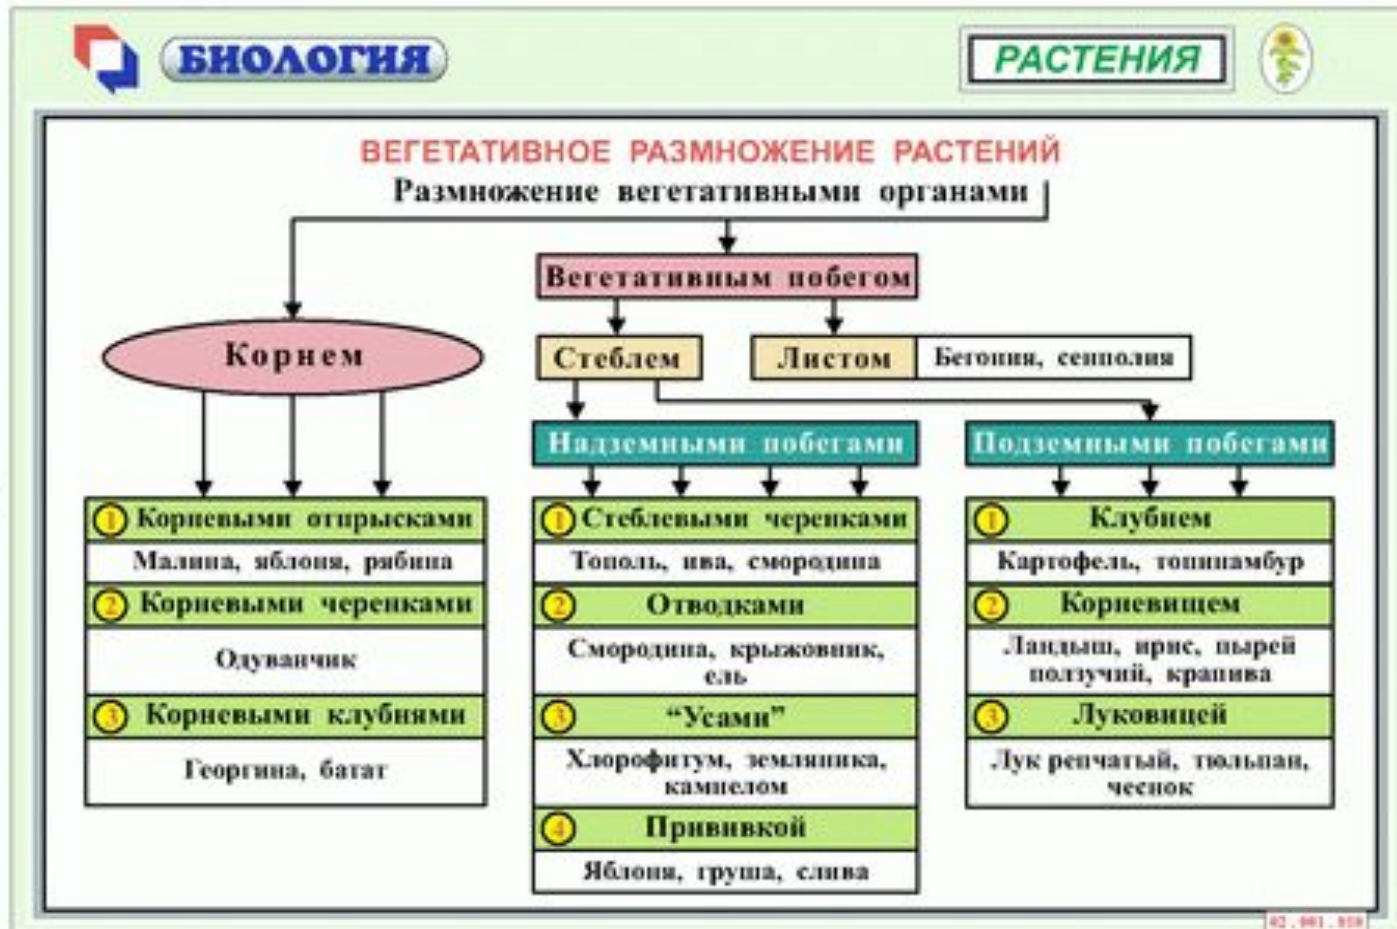 БИОЛОГИЯ
РАСТЕНИЯ
ВЕГЕТАТИВНОЕ РАЗМНОЖЕНИЕ РАСТЕНИЙ
Размножение вегетативными органами
Вегетативным побегом
Корнем
Стеблем
Листом
Бегония, сенполия
Надземными побегами
Подземными побегами
1 Корневыми отпрысками
Малина, яблоня, рябина
2 Корневыми черенками
Одуванчик
3 Корневыми клубнями
Георгина, батат
1 Стеблевыми черенками
Тополь, ива, смородина
2 Отводками
Смородина, крыжовник,
ель
3 “Усами”
Хлорофитум, земляника,
камнелом
4 Прививкой
Яблоня, груша, слива
1 Клубнем
Картофель, топинамбур
2 Корневищем
Ландыш, ирис, пырей
ползучий, крапива
3 Луковицей
Лук репчатый, тюльпан,
чеснок